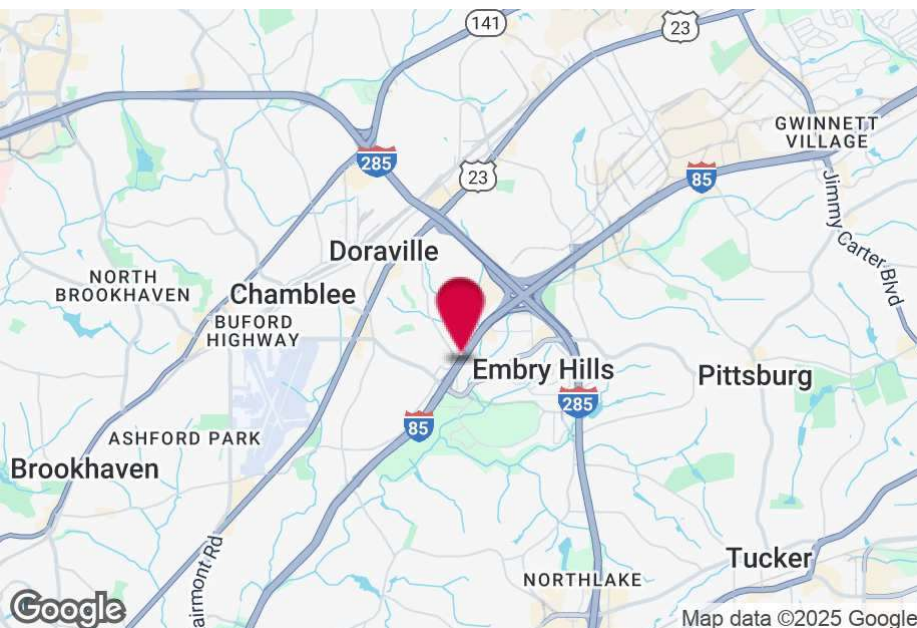 141
23
GWINNETT
VILLAGE
285
23
85
Jimmy Carter Blvd
Doraville
NORTH
BROOKHAVEN
Chamblee
BUFORD
HIGHWAY
Embry Hills
Pittsburg
285
85
ASHFORD PARK
Brookhaven
airmont Rd
Tucker
NORTHLAKE
Google
Map data ©2025 Google